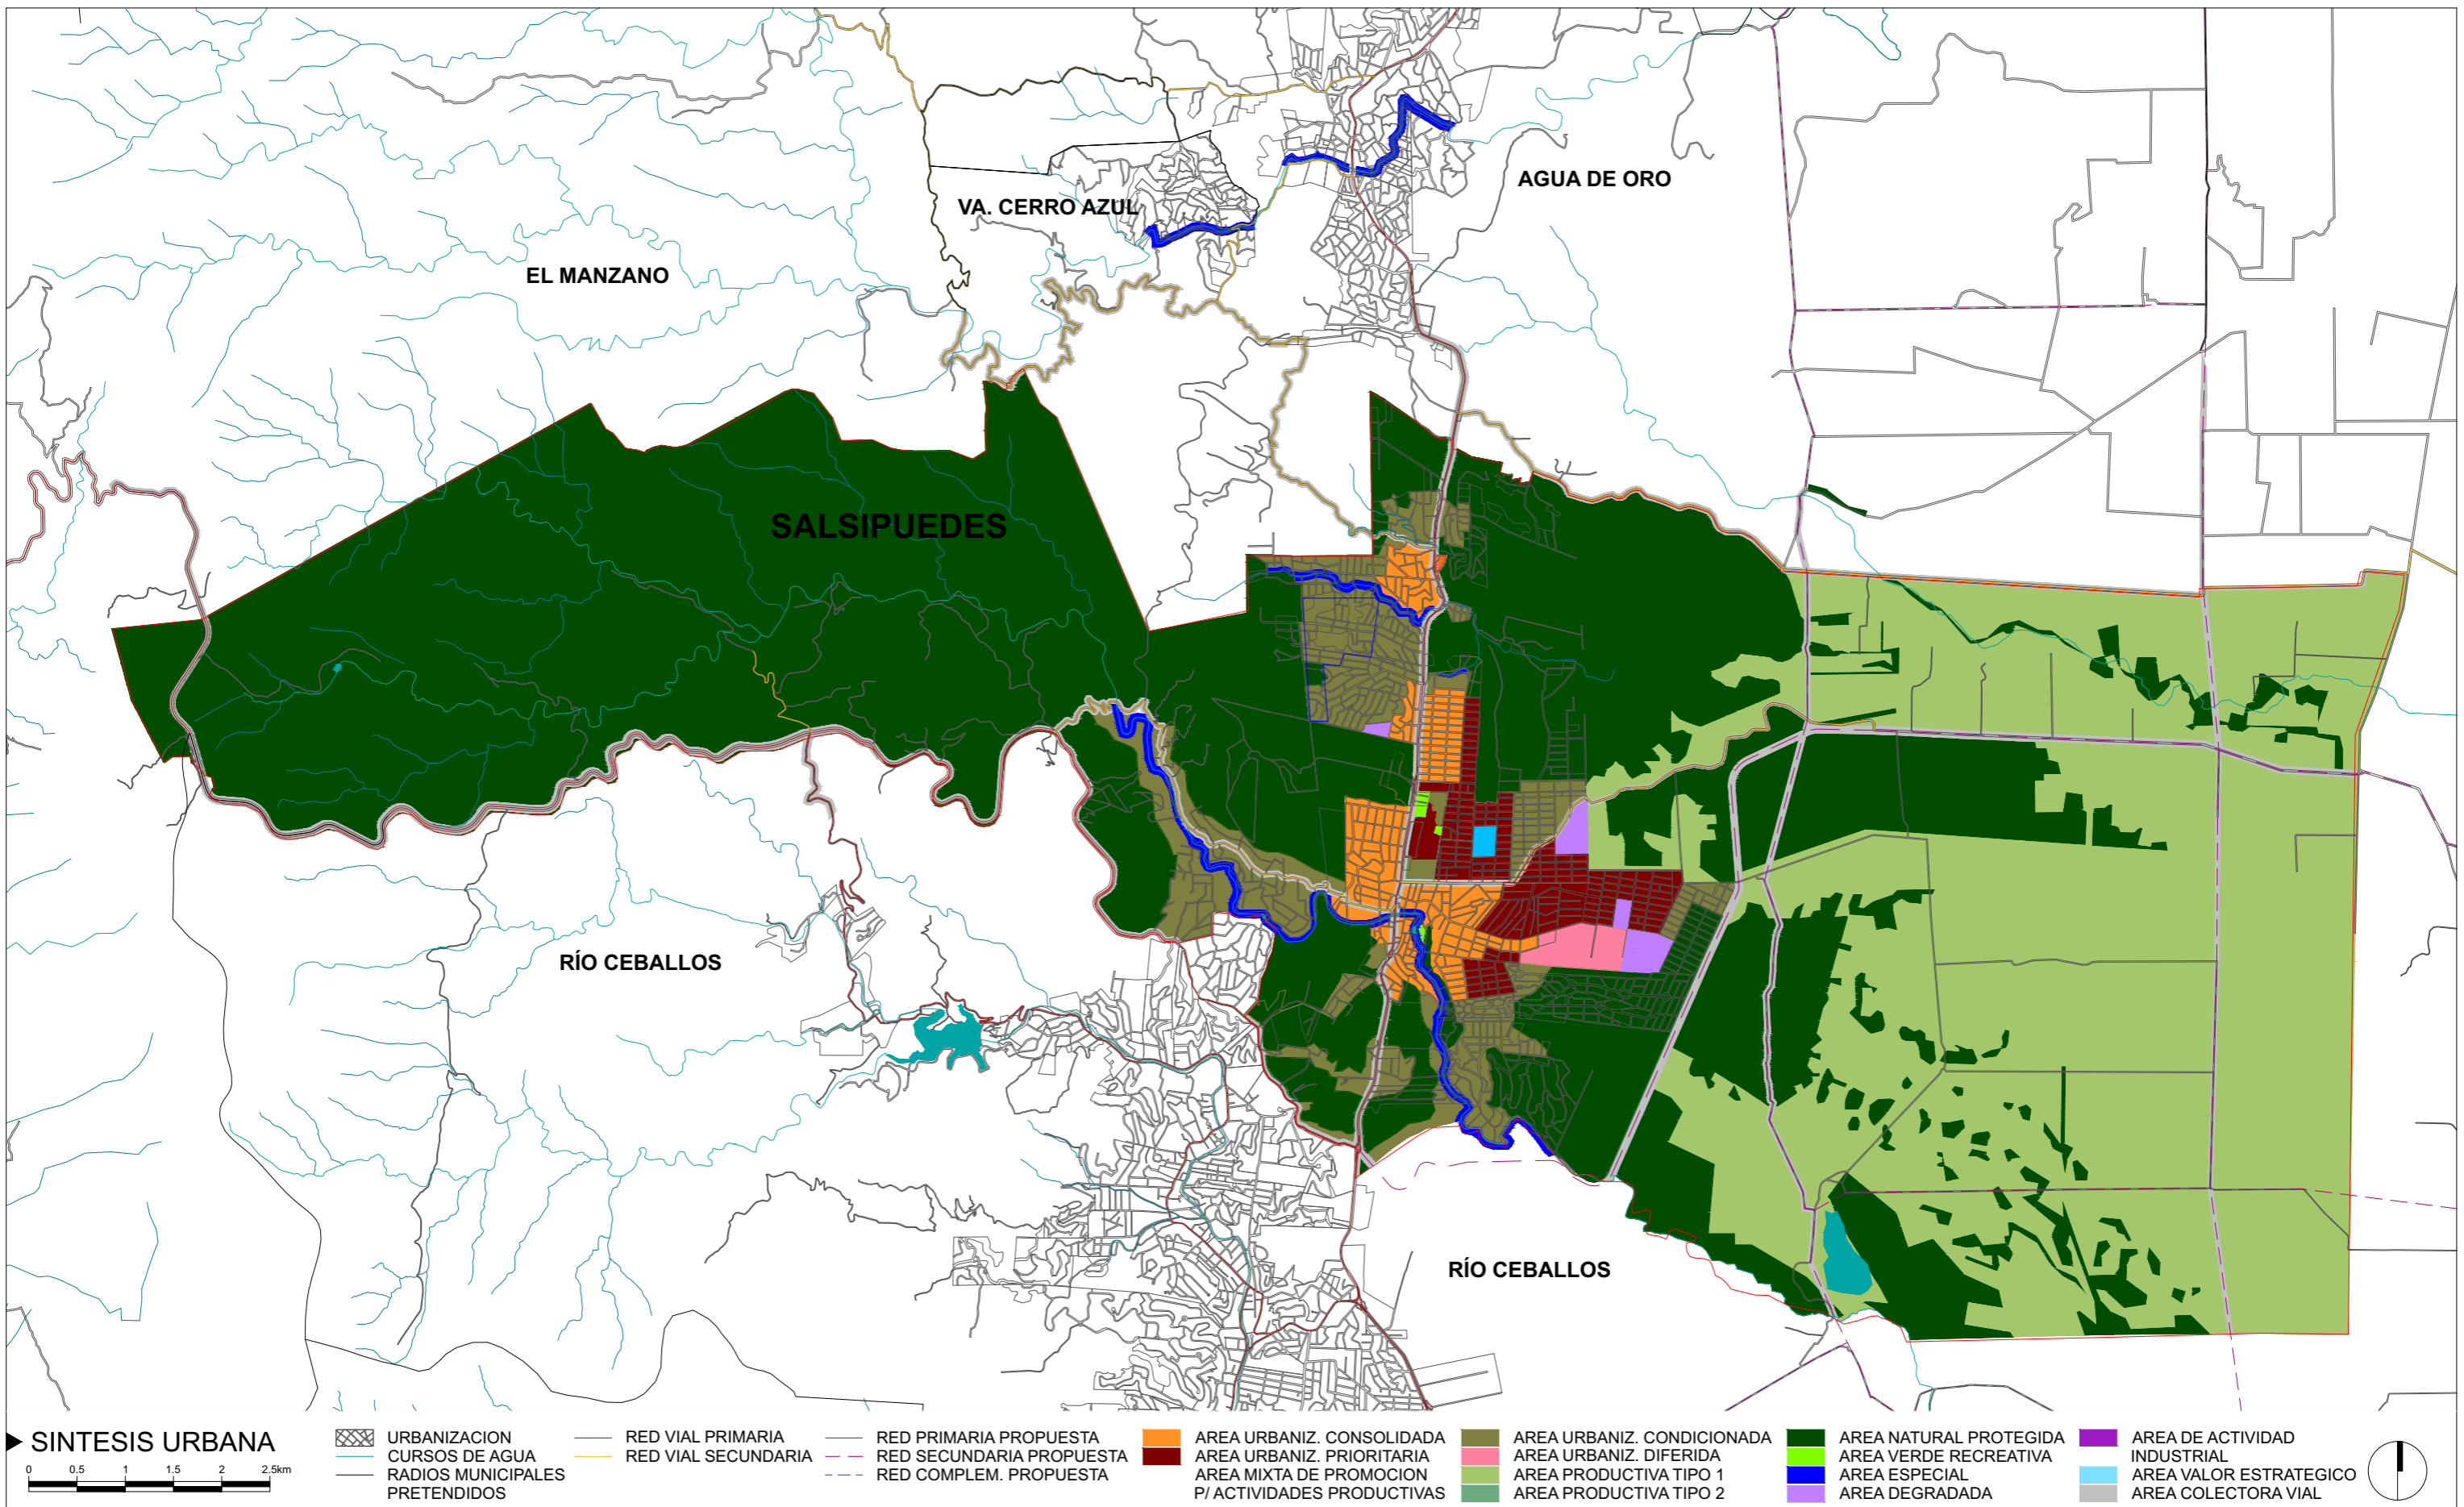 AGUA DE ORO
VA. CERRO AZUL
EL MANZANO
SALSIPUEDES
RÍO CEBALLOS
RÍO CEBALLOS
SINTESIS URBANA
0 0.5 1 1.5 2 2.5km
URBANIZACION
CURSOS DE AGUA
RADIOS MUNICIPALES
PRETENDIDOS
RED VIAL PRIMARIA
RED VIAL SECUNDARIA
RED PRIMARIA PROPUESTA
RED SECUNDARIA PROPUESTA
RED COMPLEM. PROPUESTA
AREA URBANIZ. CONSOLIDADA
AREA URBANIZ. PRIORITARIA
AREA MIXTA DE PROMOCION
P/ ACTIVIDADES PRODUCTIVAS
AREA URBANIZ. CONDICIONADA
AREA URBANIZ. DIFERIDA
AREA PRODUCTIVA TIPO 1
AREA PRODUCTIVA TIPO 2
AREA NATURAL PROTEGIDA
AREA VERDE RECREATIVA
AREA ESPECIAL
AREA DEGRADADA
AREA DE ACTIVIDAD
INDUSTRIAL
AREA VALOR ESTRATEGICO
AREA COLECTORA VIAL